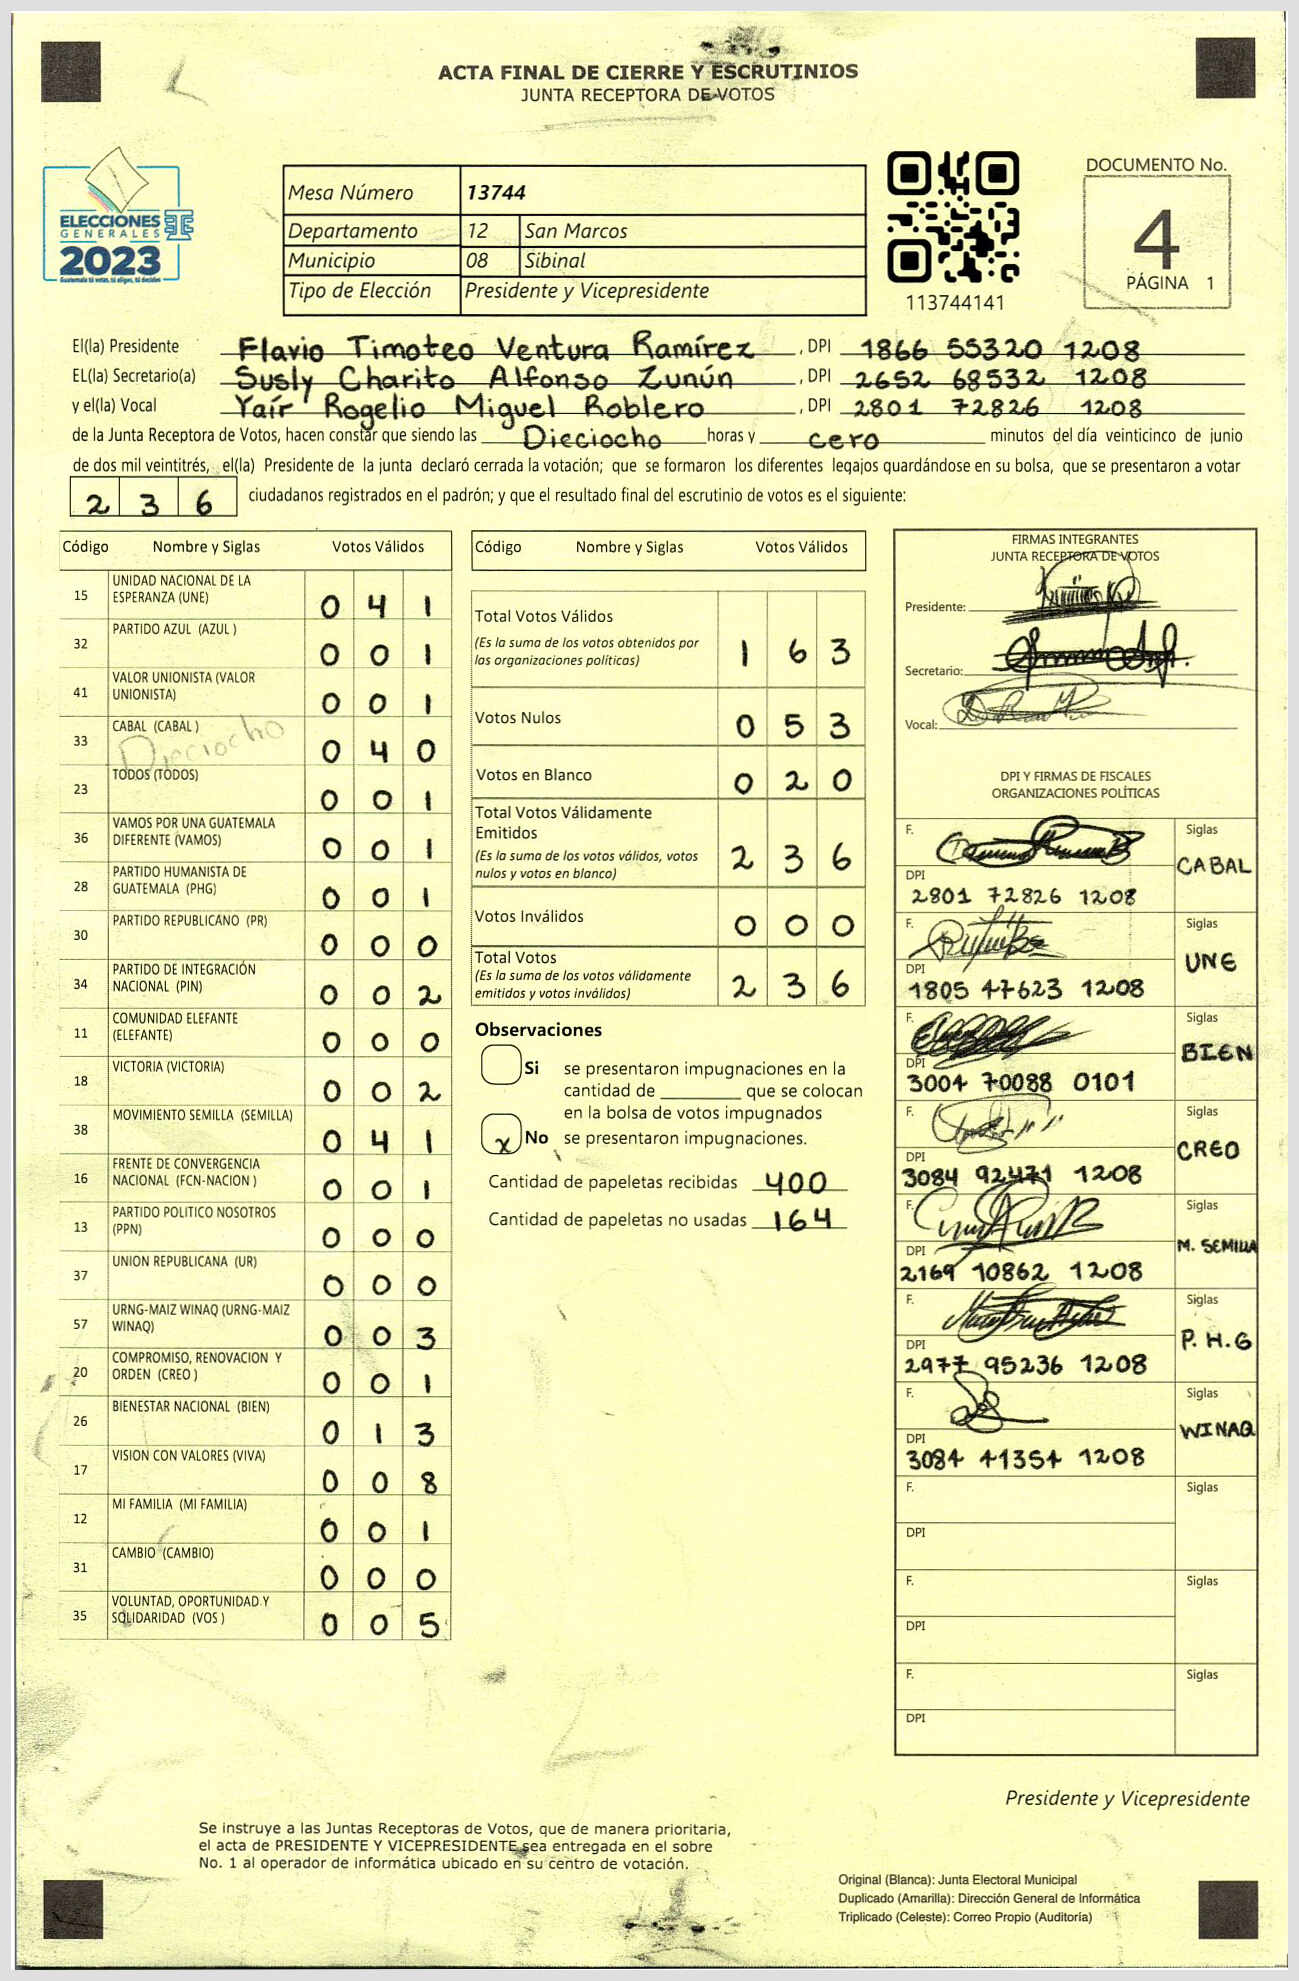 ACTA FINAL DE CIERRE Y ESCRUTINIOS
JUNTA RECEPTORA DE VOTOS
ELECCIONES
GENERALES
2023
Guatemala tú votas, tú eliges, tú decides
Mesa Número 13744
Departamento 12 San Marcos
Municipio 08 Sibinal
Tipo de Elección Presidente y Vicepresidente
113744141
DOCUMENTO No.
4
PÁGINA 1
El(la) Presidente Flavio Timoteo Ventura Ramírez , DPI 1866 55320 1208
EL(la) Secretario(a) Susly Charito Alfonso Zunún , DPI 2652 68532 1208
y el(la) Vocal Yaír Rogelio Miguel Roblero , DPI 2801 72826 1208
de la Junta Receptora de Votos, hacen constar que siendo las Dieciocho horas y cero minutos del día veinticinco de junio
de dos mil veintitrés, el(la) Presidente de la junta declaró cerrada la votación; que se formaron los diferentes legajos guardándose en su bolsa, que se presentaron a votar
2 3 6 ciudadanos registrados en el padrón; y que el resultado final del escrutinio de votos es el siguiente:
Código Nombre y Siglas Votos Válidos
15 UNIDAD NACIONAL DE LA
ESPERANZA (UNE) 0 4 1
32 PARTIDO AZUL (AZUL ) 0 0 1
41 VALOR UNIONISTA (VALOR
UNIONISTA) 0 0 1
33 CABAL (CABAL ) 0 4 0
Dieciocho
23 TODOS (TODOS) 0 0 1
36 VAMOS POR UNA GUATEMALA
DIFERENTE (VAMOS) 0 0 1
28 PARTIDO HUMANISTA DE
GUATEMALA (PHG) 0 0 1
30 PARTIDO REPUBLICANO (PR) 0 0 0
34 PARTIDO DE INTEGRACIÓN
NACIONAL (PIN) 0 0 2
11 COMUNIDAD ELEFANTE
(ELEFANTE) 0 0 0
18 VICTORIA (VICTORIA) 0 0 2
38 MOVIMIENTO SEMILLA (SEMILLA) 0 4 1
16 FRENTE DE CONVERGENCIA
NACIONAL (FCN-NACION ) 0 0 1
13 PARTIDO POLITICO NOSOTROS
(PPN) 0 0 0
37 UNION REPUBLICANA (UR) 0 0 0
57 URNG-MAIZ WINAQ (URNG-MAIZ
WINAQ) 0 0 3
20 COMPROMISO, RENOVACION Y
ORDEN (CREO ) 0 0 1
26 BIENESTAR NACIONAL (BIEN) 0 1 3
17 VISION CON VALORES (VIVA) 0 0 8
12 MI FAMILIA (MI FAMILIA) 0 0 1
31 CAMBIO (CAMBIO) 0 0 0
35 VOLUNTAD, OPORTUNIDAD Y
SOLIDARIDAD (VOS ) 0 0 5
Código Nombre y Siglas Votos Válidos
Total Votos Válidos
(Es la suma de los votos obtenidos por
las organizaciones políticas) 1 6 3
Votos Nulos 0 5 3
Votos en Blanco 0 2 0
Total Votos Válidamente
Emitidos
(Es la suma de los votos válidos, votos
nulos y votos en blanco) 2 3 6
Votos Inválidos 0 0 0
Total Votos
(Es la suma de los votos válidamente
emitidos y votos inválidos) 2 3 6
Observaciones
Si se presentaron impugnaciones en la
cantidad de ________ que se colocan
en la bolsa de votos impugnados
x No se presentaron impugnaciones.
Cantidad de papeletas recibidas 400
Cantidad de papeletas no usadas 164
FIRMAS INTEGRANTES
JUNTA RECEPTORA DE VOTOS
Presidente:
Secretario:
Vocal:
DPI Y FIRMAS DE FISCALES
ORGANIZACIONES POLÍTICAS
F. Siglas
CABAL
DPI
2801 72826 1208
F. Siglas
UNE
DPI
1805 47623 1208
F. Siglas
BIEN
DPI
3004 70088 0101
F. Siglas
CREO
DPI
3084 92471 1208
F. Siglas
M. SEMILLA
DPI
2169 10862 1208
F. Siglas
P. H. G
DPI
2977 95236 1208
F. Siglas
WINAQ
DPI
3084 41354 1208
F. Siglas
DPI
F. Siglas
DPI
F. Siglas
DPI
Presidente y Vicepresidente
Se instruye a las Juntas Receptoras de Votos, que de manera prioritaria,
el acta de PRESIDENTE Y VICEPRESIDENTE sea entregada en el sobre
No. 1 al operador de informática ubicado en su centro de votación.
Original (Blanca): Junta Electoral Municipal
Duplicado (Amarilla): Dirección General de Informática
Triplicado (Celeste): Correo Propio (Auditoría)